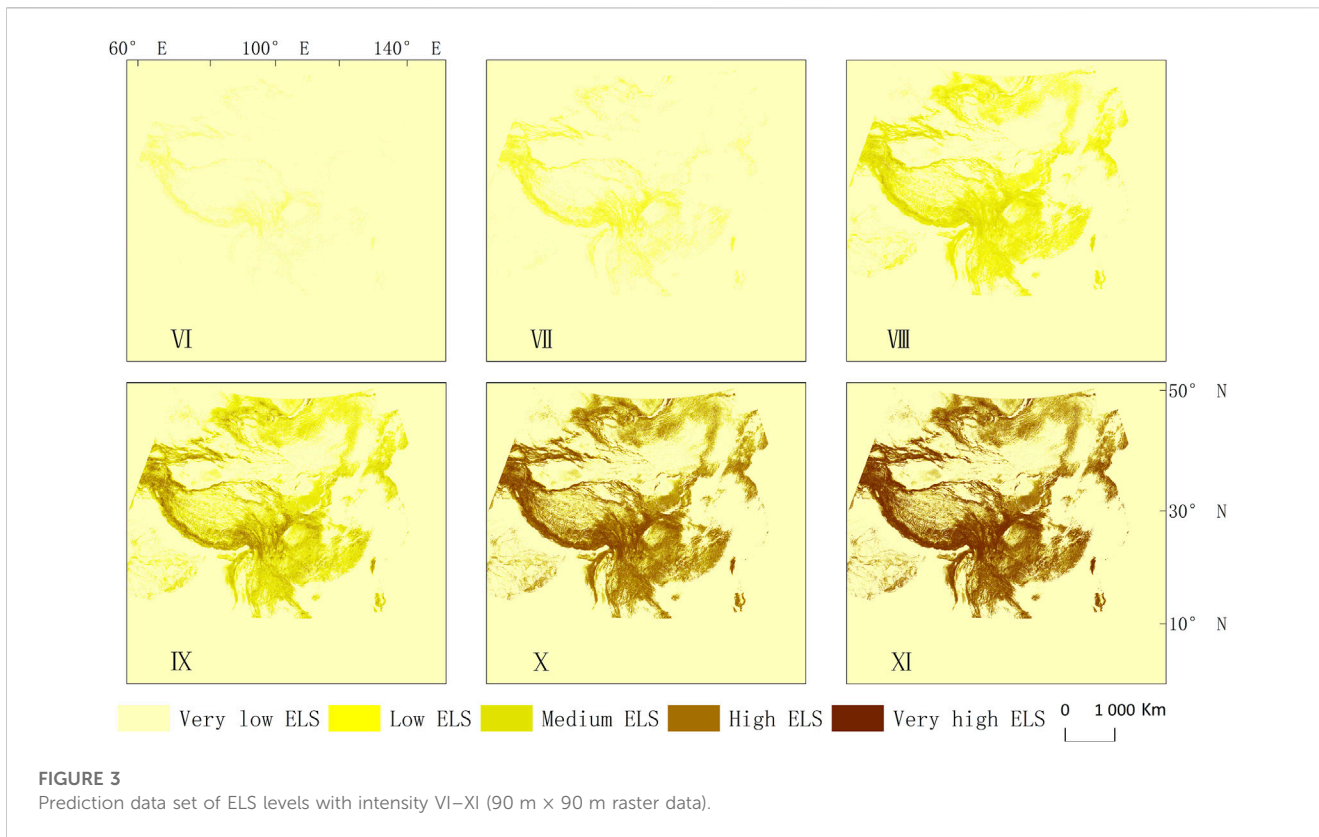 60° E 100° E 140° E
Ⅵ Ⅶ Ⅷ
50° N
30° N
10° N
Ⅸ Ⅹ Ⅺ
Very low ELS Low ELS Medium ELS High ELS Very high ELS 0 1 000 Km
FIGURE 3
Prediction data set of ELS levels with intensity VI–XI (90 m × 90 m raster data).